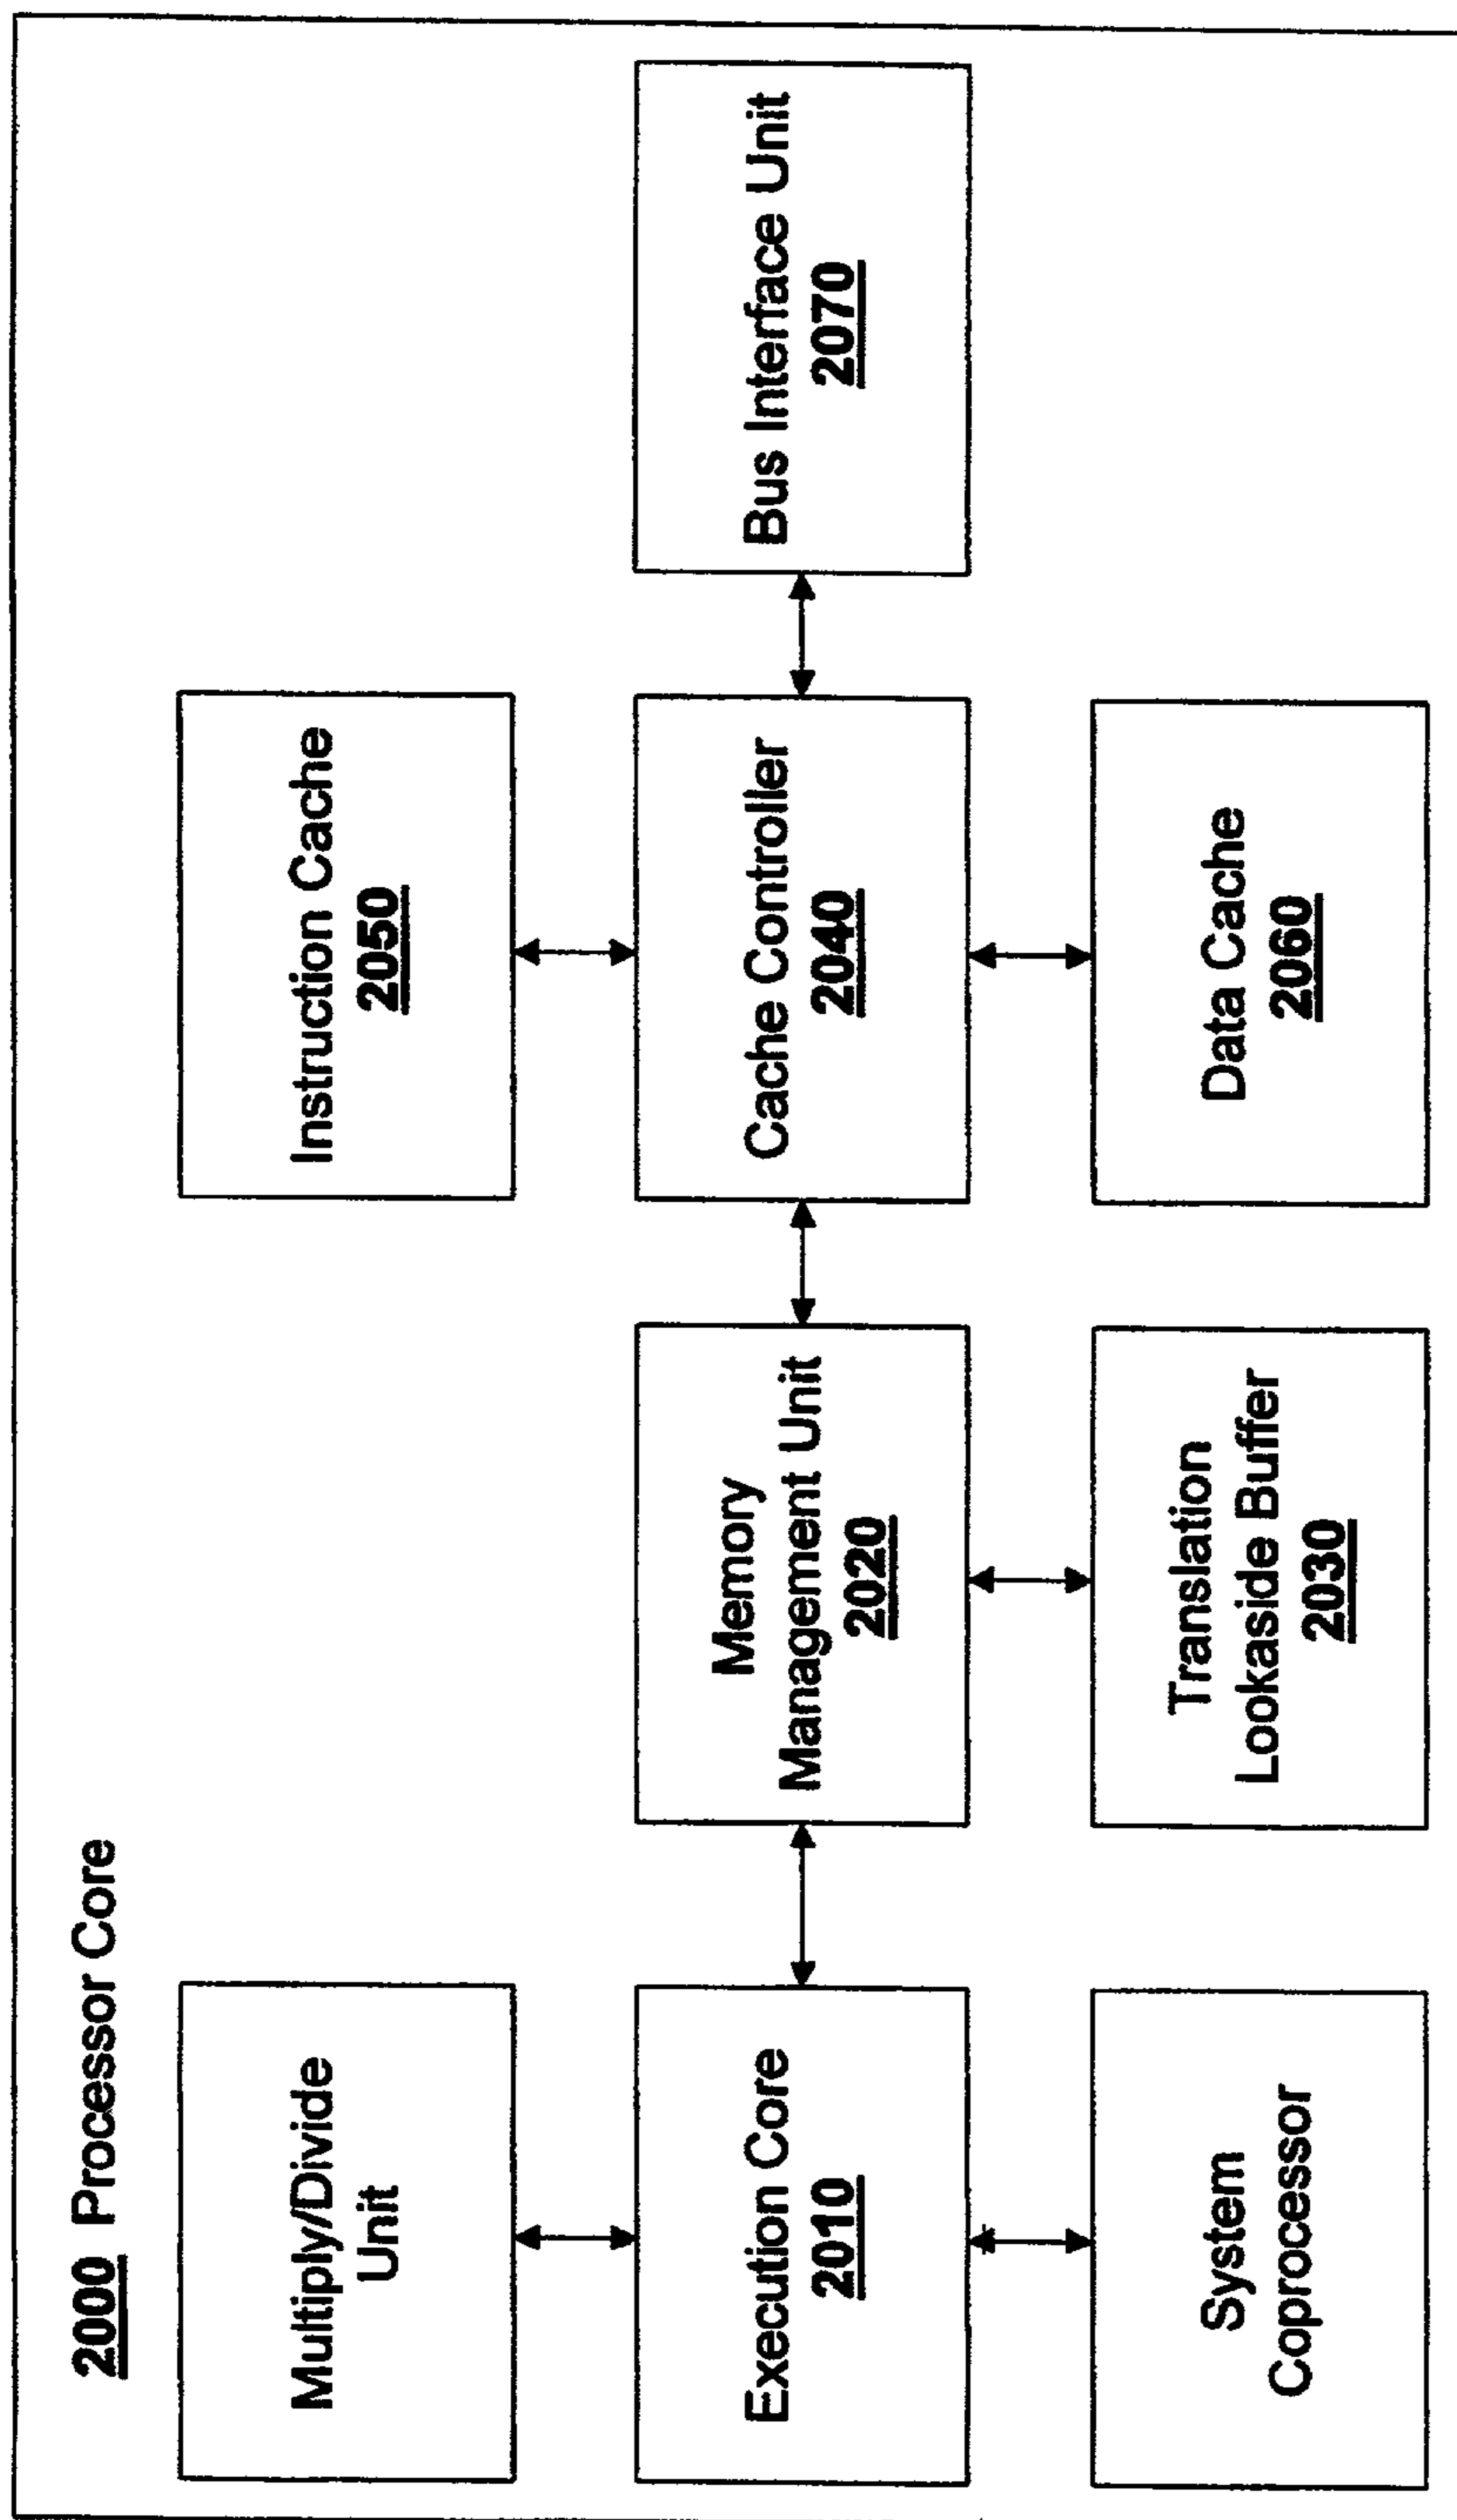 2000 Processor Core
Multiply/Divide
Unit
Instruction Cache
2050
Execution Core
2010
Memory
Management Unit
2020
Cache Controller
2040
Bus Interface Unit
2070
System
Coprocessor
Translation
Lookaside Buffer
2030
Data Cache
2060